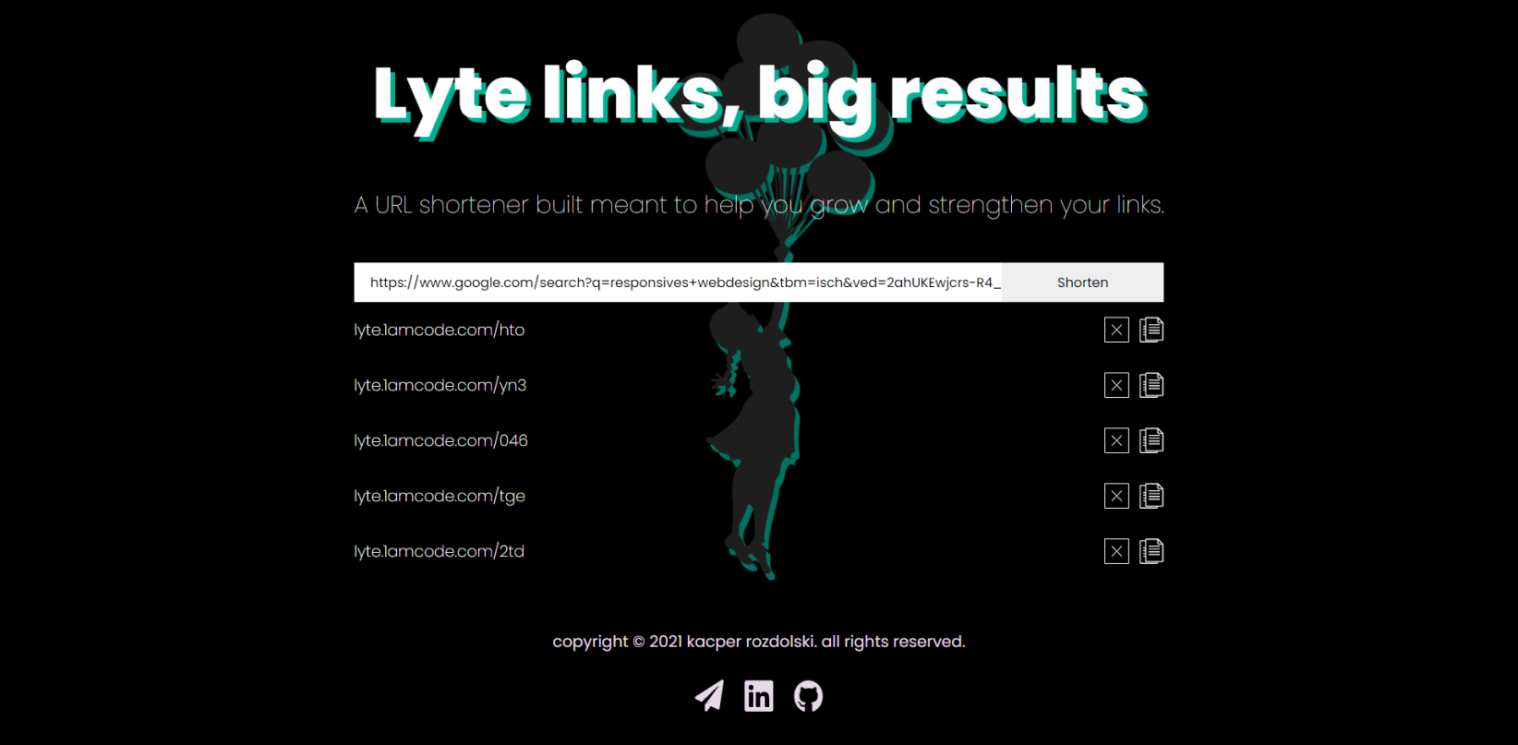 Lyte links, big results
A URL shortener built meant to help you grow and strengthen your links.
https://www.google.com/search?q=responsives+webdesign&tbm=isch&ved=2ahUKEwjcrs-R4_
Shorten
lyte.1amcode.com/hto
lyte.1amcode.com/yn3
lyte.1amcode.com/046
lyte.1amcode.com/tge
lyte.1amcode.com/2td
copyright © 2021 kacper rozdolski. all rights reserved.
in